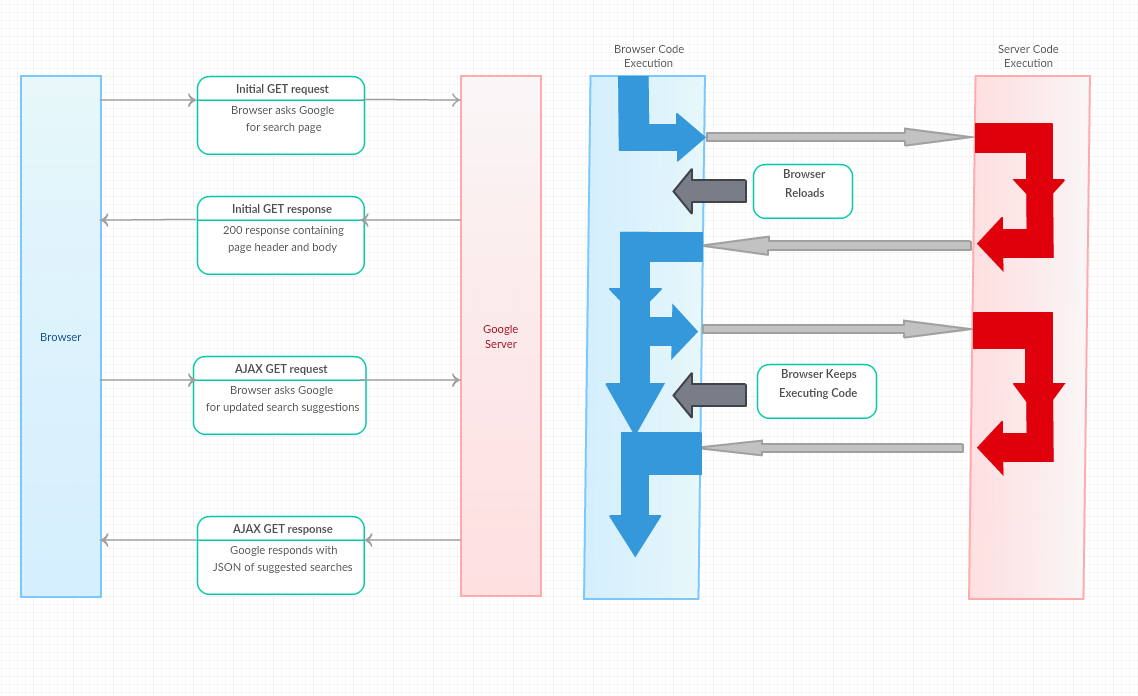 Browser
Initial GET request
Browser asks Google
for search page
Initial GET response
200 response containing
page header and body
AJAX GET request
Browser asks Google
for updated search suggestions
AJAX GET response
Google responds with
JSON of suggested searches
Google
Server
Browser Code
Execution
Browser
Reloads
Browser Keeps
Executing Code
Server Code
Execution